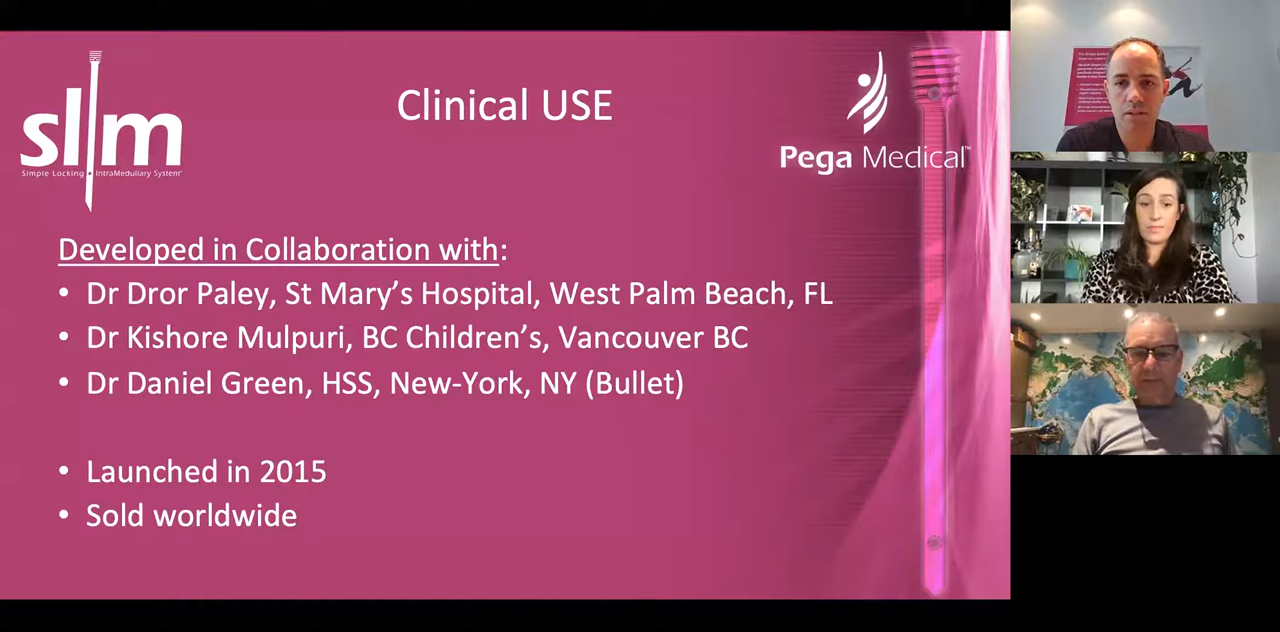 slim
Simple Locking IntraMedullary System
Clinical USE
Pega Medical™
Developed in Collaboration with:
• Dr Dror Paley, St Mary's Hospital, West Palm Beach, FL
• Dr Kishore Mulpuri, BC Children's, Vancouver BC
• Dr Daniel Green, HSS, New-York, NY (Bullet)
• Launched in 2015
• Sold worldwide